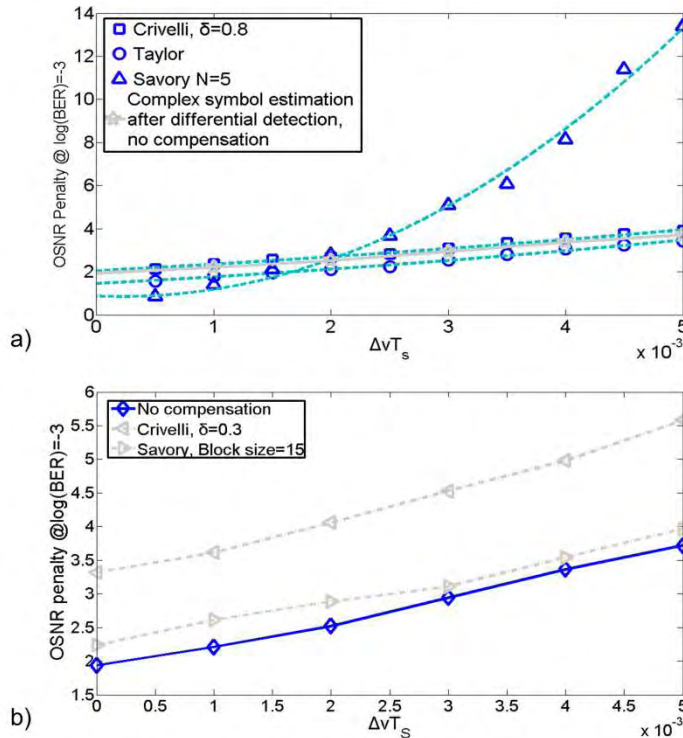 14
12
10
8
6
4
2
0
OSNR Penalty @ log(BER)=-3
Crivelli, δ=0.8
Taylor
Savory N=5
Complex symbol estimation
after differential detection,
no compensation
0 1 2 3 4 5
ΔνTs
x 10-3
a)
6
5.5
5
4.5
4
3.5
3
2.5
2
1.5
OSNR penalty @log(BER)=-3
No compensation
Crivelli, δ=0.3
Savory, Block size=15
0 0.5 1 1.5 2 2.5 3 3.5 4 4.5 5
ΔνTS
x 10-3
b)